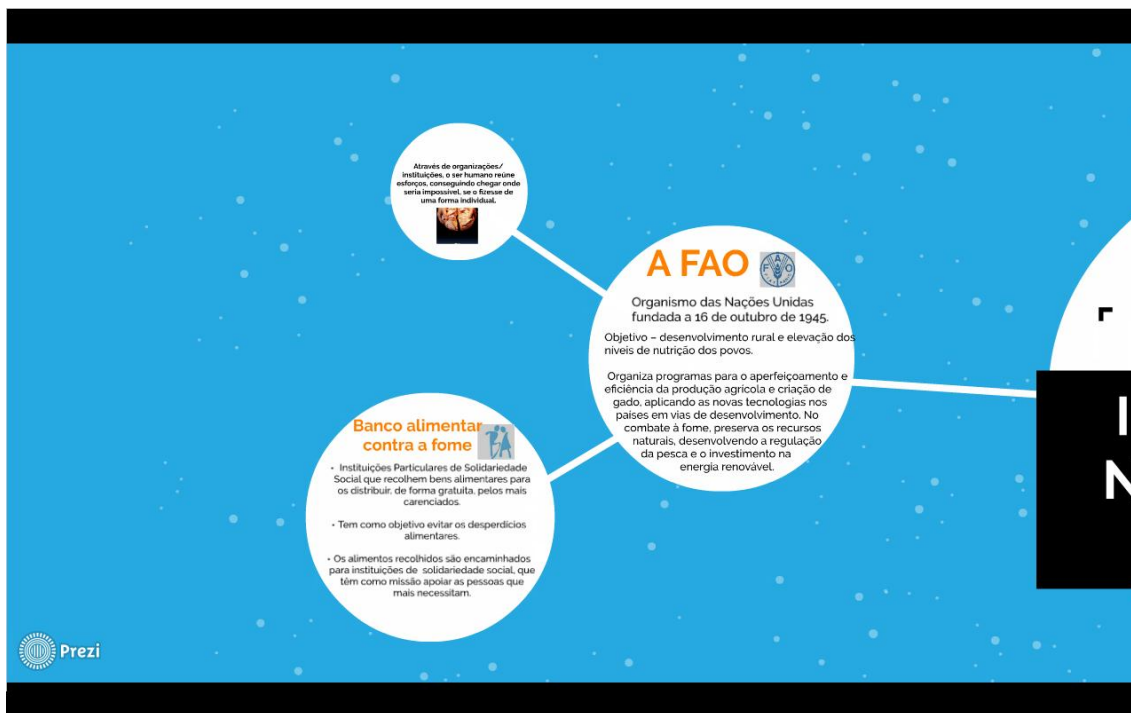 Através de organizações/
instituições, o ser humano reúne
esforços, conseguindo chegar onde
seria impossível, se o fizesse de
uma forma individual.
A FAO
F A O
Organismo das Nações Unidas
fundada a 16 de outubro de 1945.
Objetivo – desenvolvimento rural e elevação dos
níveis de nutrição dos povos.
Organiza programas para o aperfeiçoamento e
eficiência da produção agrícola e criação de
gado, aplicando as novas tecnologias nos
países em vias de desenvolvimento. No
combate à fome, preserva os recursos
naturais, desenvolvendo a regulação
da pesca e o investimento na
energia renovável.
Banco alimentar
contra a fome
• Instituições Particulares de Solidariedade
Social que recolhem bens alimentares para
os distribuir, de forma gratuita, pelos mais
carenciados.
• Tem como objetivo evitar os desperdícios
alimentares.
• Os alimentos recolhidos são encaminhados
para instituições de solidariedade social, que
têm como missão apoiar as pessoas que
mais necessitam.
Prezi